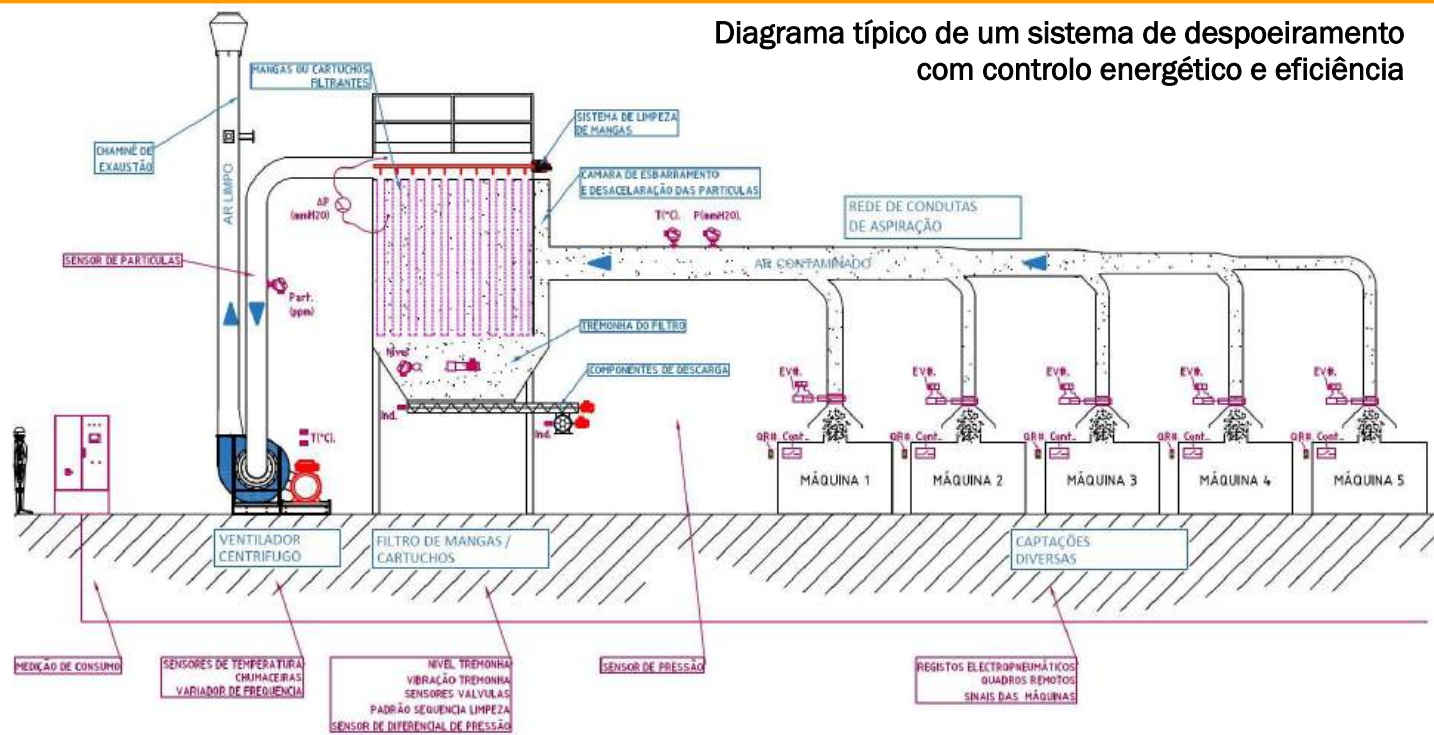 Diagrama típico de um sistema de despoeiramento
com controlo energético e eficiência
MANGAS OU CARTUCHOS
FILTRANTES
SISTEMA DE LIMPEZA
DE MANGAS
CHAMINÉ DE
EXAUSTÃO
AR LIMPO
CAMARA DE ESBARRAMENTO
E DESACELARAÇÃO DAS PARTICULAS
ΔP
(mmH2O)
T(°C).
P(mmH2O).
REDE DE CONDUTAS
DE ASPIRAÇÃO
AR CONTAMINADO
SENSOR DE PARTICULAS
Part.
(ppm)
TREMONHA DO FILTRO
Nivel
COMPONENTES DE DESCARGA
Ind.
Ind.
T(°C).
EV#.
EV#.
EV#.
EV#.
EV#.
QR#. Cont..
QR#. Cont..
QR#. Cont..
QR#. Cont..
QR#. Cont..
MÁQUINA 1
MÁQUINA 2
MÁQUINA 3
MÁQUINA 4
MÁQUINA 5
VENTILADOR
CENTRIFUGO
FILTRO DE MANGAS /
CARTUCHOS
CAPTAÇÕES
DIVERSAS
MEDIÇÃO DE CONSUMO
SENSORES DE TEMPERATURA
CHUMACEIRAS
VARIADOR DE FREQUENCIA
NIVEL TREMONHA
VIBRAÇÃO TREMONHA
SENSORES VALVULAS
PADRÃO SEQUENCIA LIMPEZA
SENSOR DE DIFERENCIAL DE PRESSÃO
SENSOR DE PRESSÃO
REGISTOS ELECTROPNEUMÁTICOS
QUADROS REMOTOS
SINAIS DAS MÁQUINAS